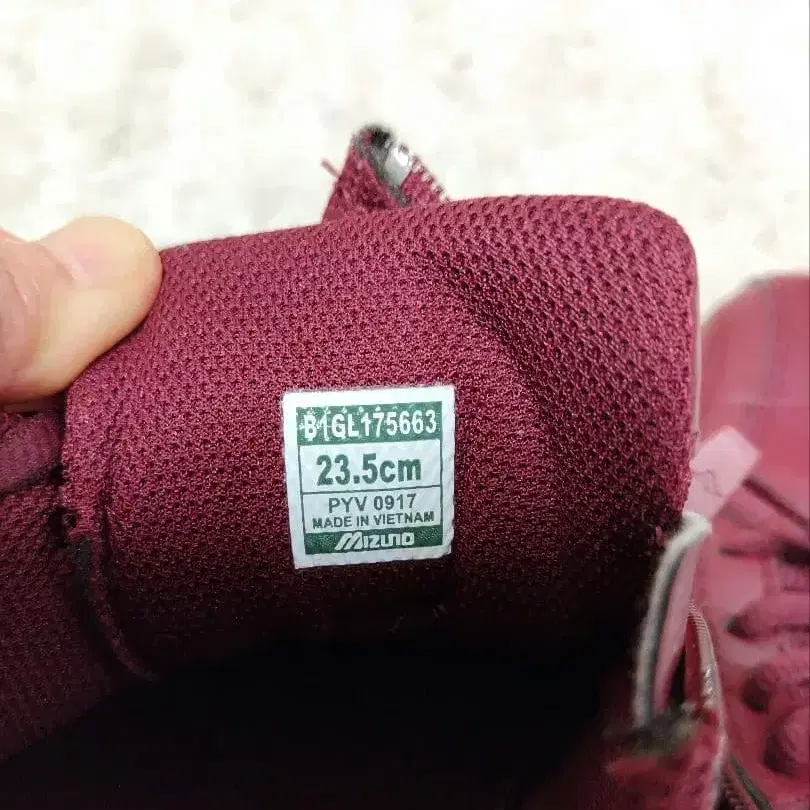 B1GL175663
23.5cm
PYV 0917
MADE IN VIETNAM
MIZUNO